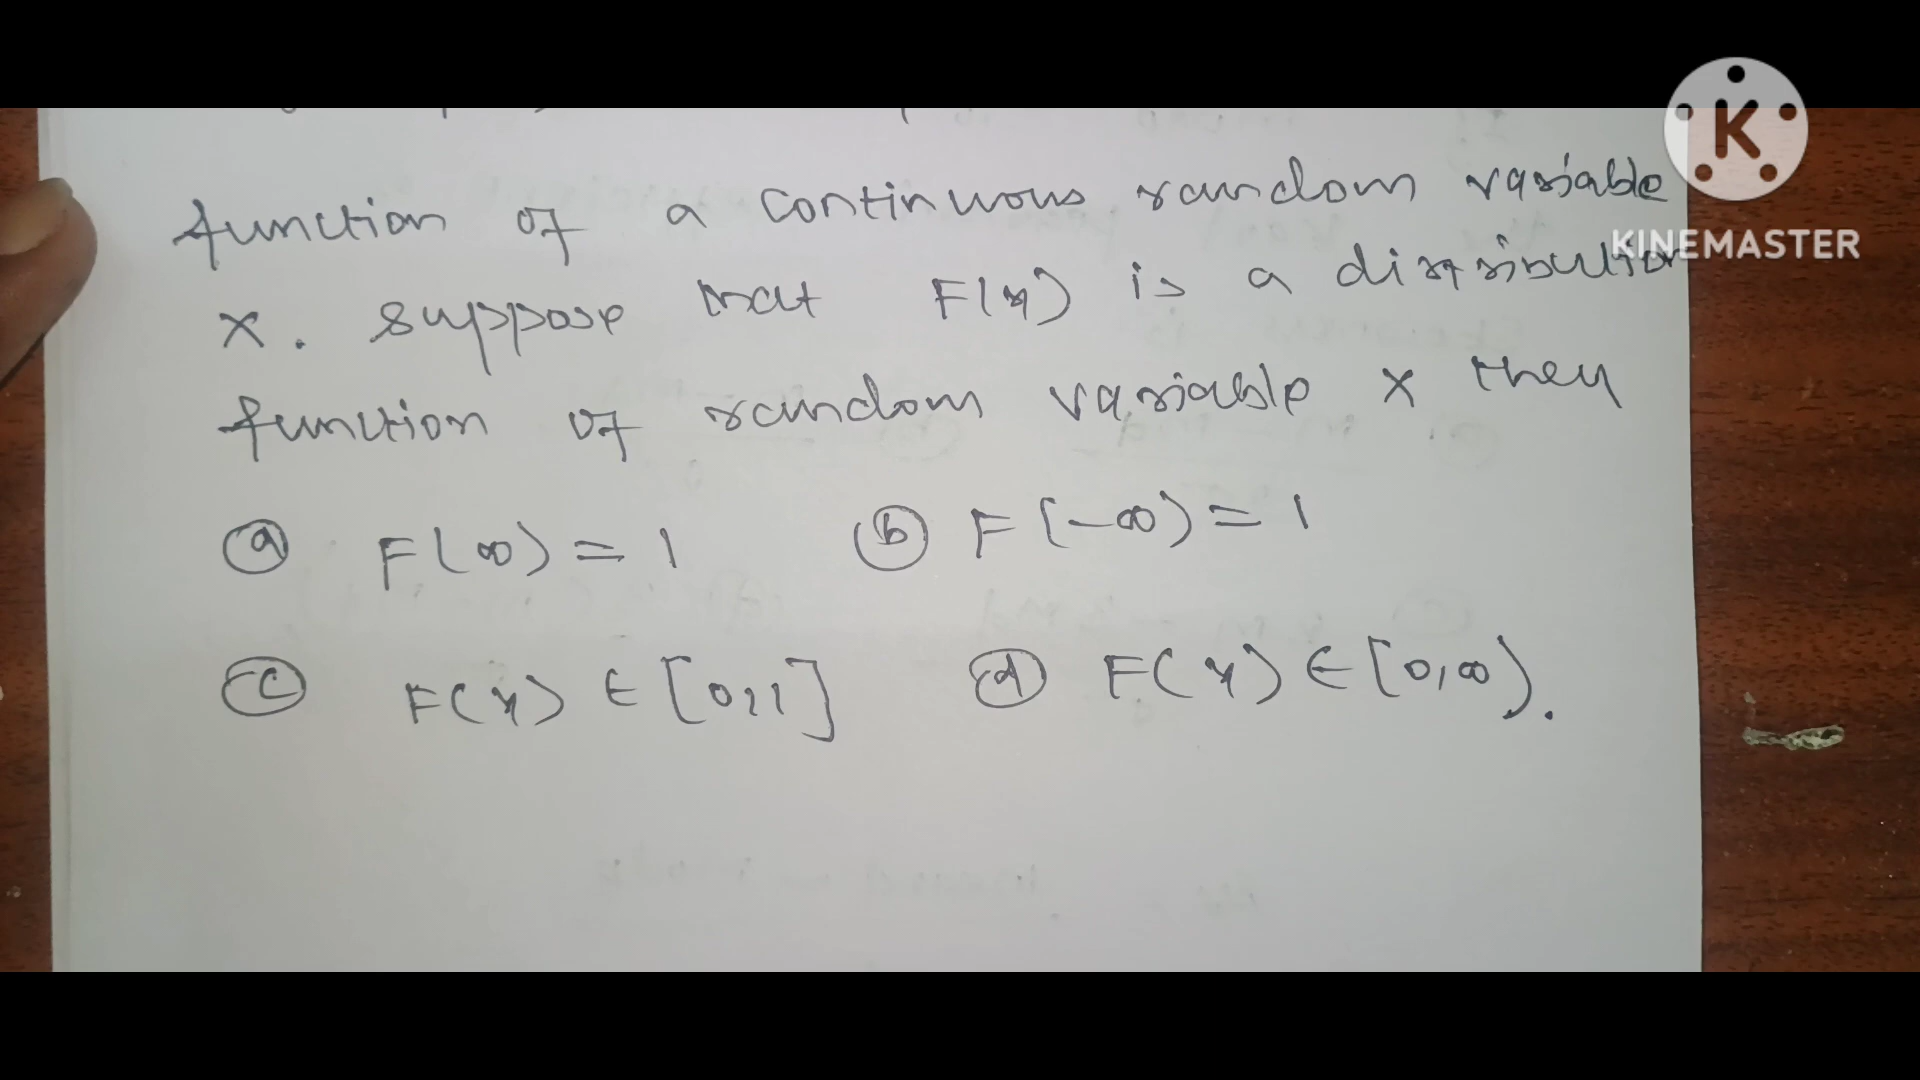 K
KINEMASTER
function of a continuous random variable
X. Suppose that F(x) is a distribution
function of random variable X then
(a) F(∞) = 1 (b) F(-∞) = 1
(c) F(x) ∈ [0,1] (d) F(x) ∈ [0,∞).